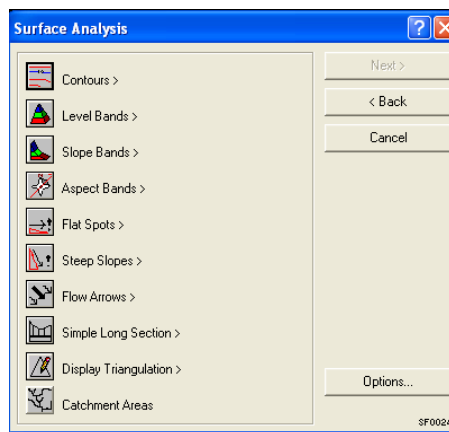 Surface Analysis
Contours >
Level Bands >
Slope Bands >
Aspect Bands >
Flat Spots >
Steep Slopes >
Flow Arrows >
Simple Long Section >
Display Triangulation >
Catchment Areas
Next >
< Back
Cancel
Options...
SF0024